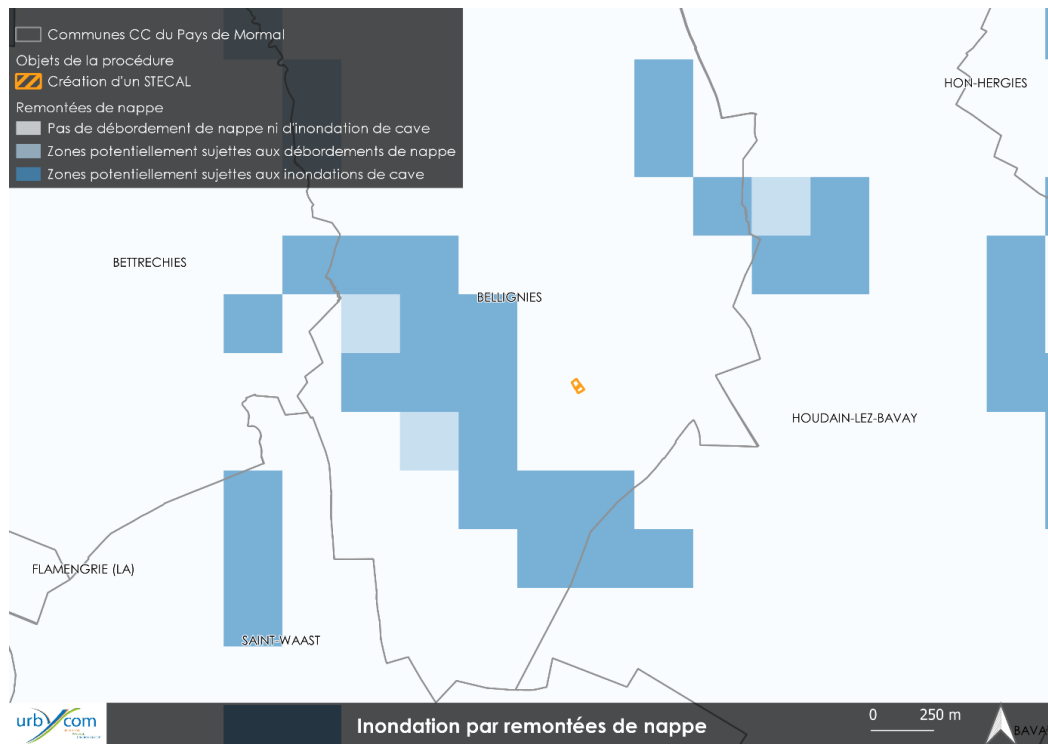 Communes CC du Pays de Mormal
Objets de la procédure
Création d'un STECAL
Remontées de nappe
Pas de débordement de nappe ni d'inondation de cave
Zones potentiellement sujettes aux débordements de nappe
Zones potentiellement sujettes aux inondations de cave
HON-HERGIES
BETTRECHIES
BELLIGNIES
HOUDAIN-LEZ-BAVAY
FLAMENGRIE (LA)
SAINT-WAAST
urbycom
Inondation par remontées de nappe
0 250 m
BAVA